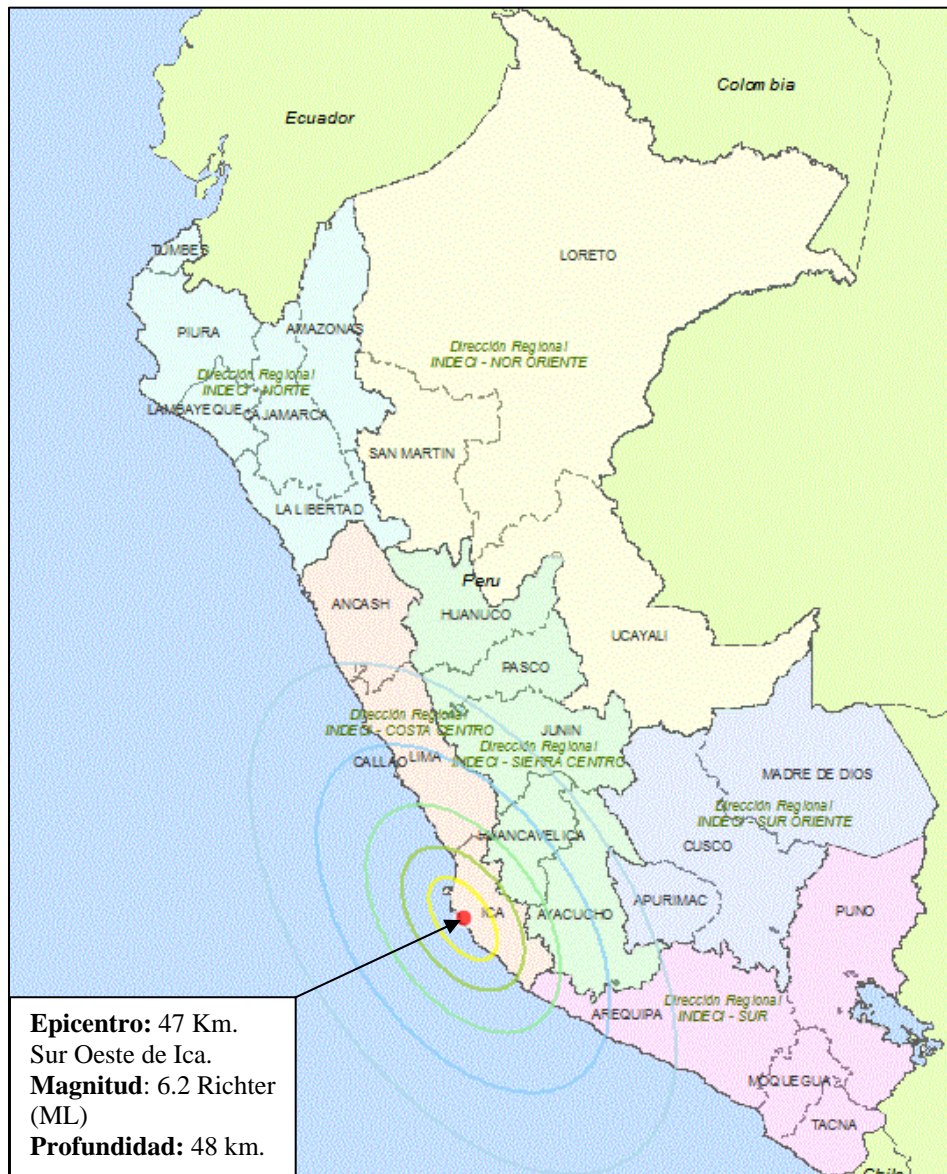 Colombia
Ecuador
TUMBES
LORETO
PIURA
AMAZONAS
Dirección Regional
INDECI - NOR ORIENTE
Dirección Regional
INDECI - NORTE
LAMBAYEQUE
CAJAMARCA
SAN MARTIN
LA LIBERTAD
Peru
ANCASH
HUANUCO
UCAYALI
PASCO
Dirección Regional
INDECI - COSTA CENTRO
JUNIN
Dirección Regional
INDECI - SIERRA CENTRO
CALLAO
LIMA
MADRE DE DIOS
Dirección Regional
INDECI - SUR ORIENTE
HUANCAVELICA
CUSCO
ICA
AYACUCHO
APURIMAC
PUNO
AREQUIPA
Dirección Regional
INDECI - SUR
MOQUEGUA
TACNA
Chile
Epicentro: 47 Km.
Sur Oeste de Ica.
Magnitud: 6.2 Richter
(ML)
Profundidad: 48 km.